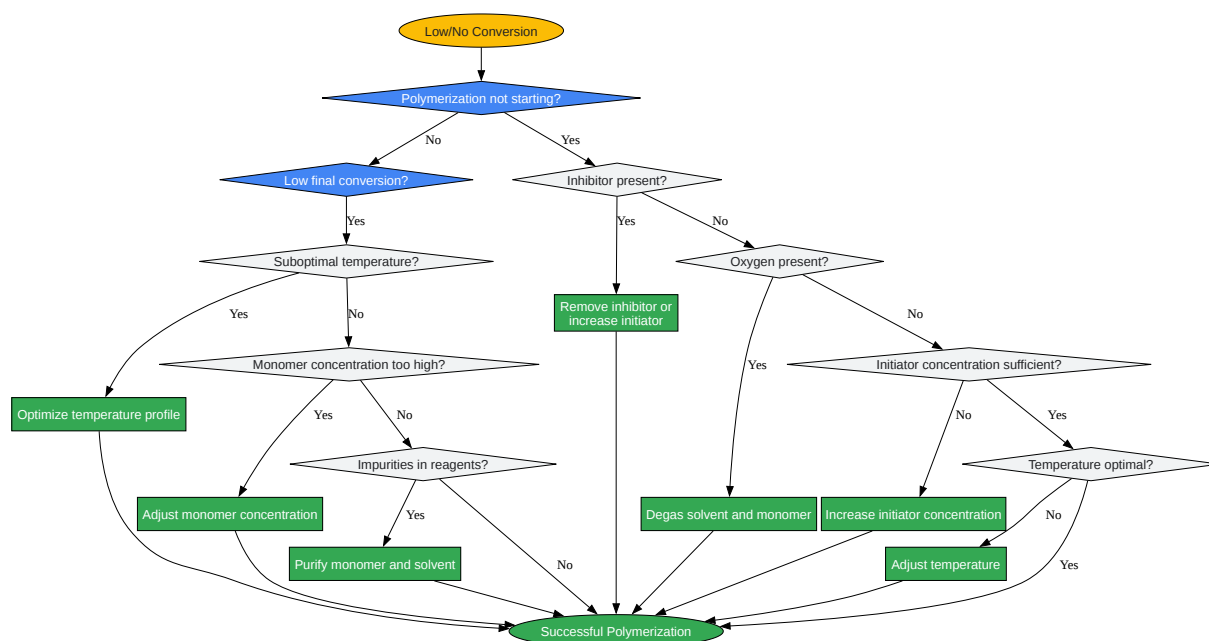 Low/No Conversion
Polymerization not starting?
No
Yes
Low final conversion?
Inhibitor present?
Yes
Yes
No
Suboptimal temperature?
Oxygen present?
Yes
No
Remove inhibitor or
increase initiator
No
Monomer concentration too high?
Yes
Initiator concentration sufficient?
Optimize temperature profile
Yes
No
No
Yes
Impurities in reagents?
Temperature optimal?
Adjust monomer concentration
Yes
Degas solvent and monomer
Increase initiator concentration
No
Purify monomer and solvent
No
Adjust temperature
Yes
Successful Polymerization